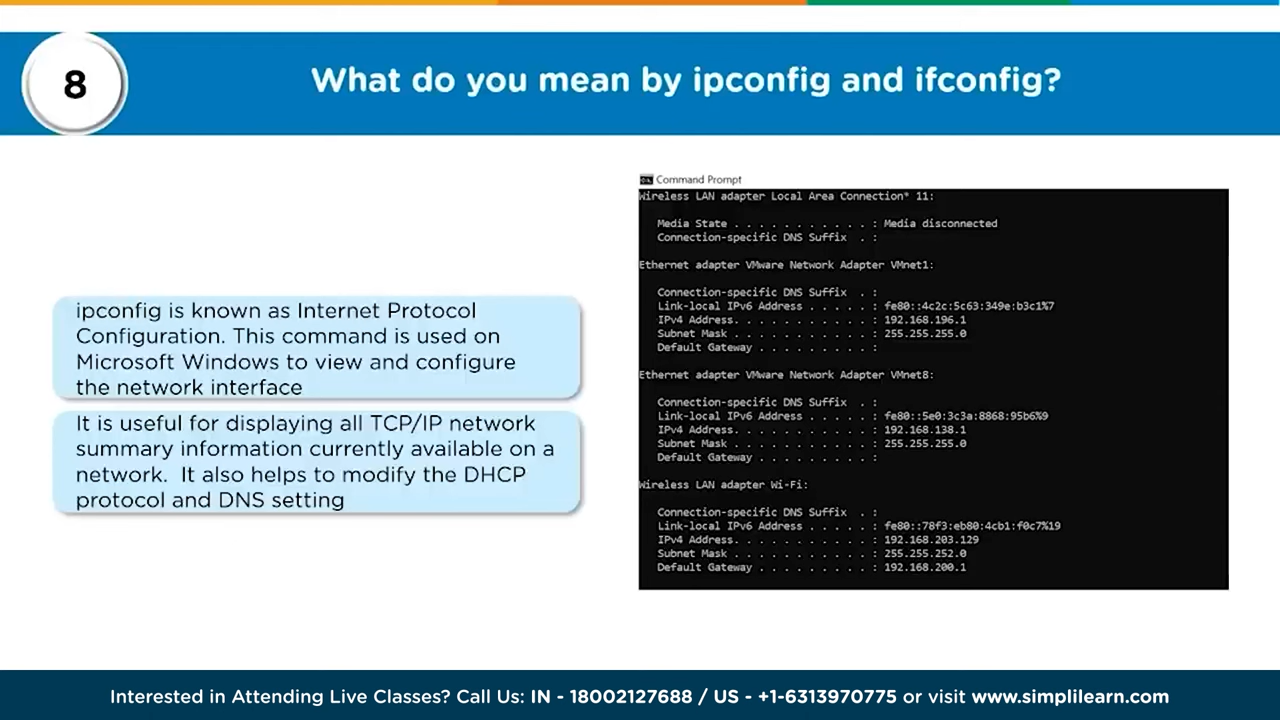 8
What do you mean by ipconfig and ifconfig?
ipconfig is known as Internet Protocol
Configuration. This command is used on
Microsoft Windows to view and configure
the network interface
It is useful for displaying all TCP/IP network
summary information currently available on a
network. It also helps to modify the DHCP
protocol and DNS setting
Command Prompt
Wireless LAN adapter Local Area Connection* 11:
Media State . . . . . . . . . . . : Media disconnected
Connection-specific DNS Suffix . :
Ethernet adapter VMware Network Adapter VMnet1:
Connection-specific DNS Suffix . :
Link-local IPv6 Address . . . . . : fe80::4c2c:5c63:349e:b3c1%7
IPv4 Address. . . . . . . . . . . : 192.168.196.1
Subnet Mask . . . . . . . . . . . : 255.255.255.0
Default Gateway . . . . . . . . . :
Ethernet adapter VMware Network Adapter VMnet8:
Connection-specific DNS Suffix . :
Link-local IPv6 Address . . . . . : fe80::5e0:3c3a:8868:95b6%9
IPv4 Address. . . . . . . . . . . : 192.168.138.1
Subnet Mask . . . . . . . . . . . : 255.255.255.0
Default Gateway . . . . . . . . . :
Wireless LAN adapter Wi-Fi:
Connection-specific DNS Suffix . :
Link-local IPv6 Address . . . . . : fe80::78f3:eb80:4cb1:f0c7%19
IPv4 Address. . . . . . . . . . . : 192.168.203.129
Subnet Mask . . . . . . . . . . . : 255.255.252.0
Default Gateway . . . . . . . . . : 192.168.200.1
Interested in Attending Live Classes? Call Us: IN - 18002127688 / US - +1-6313970775 or visit www.simplilearn.com